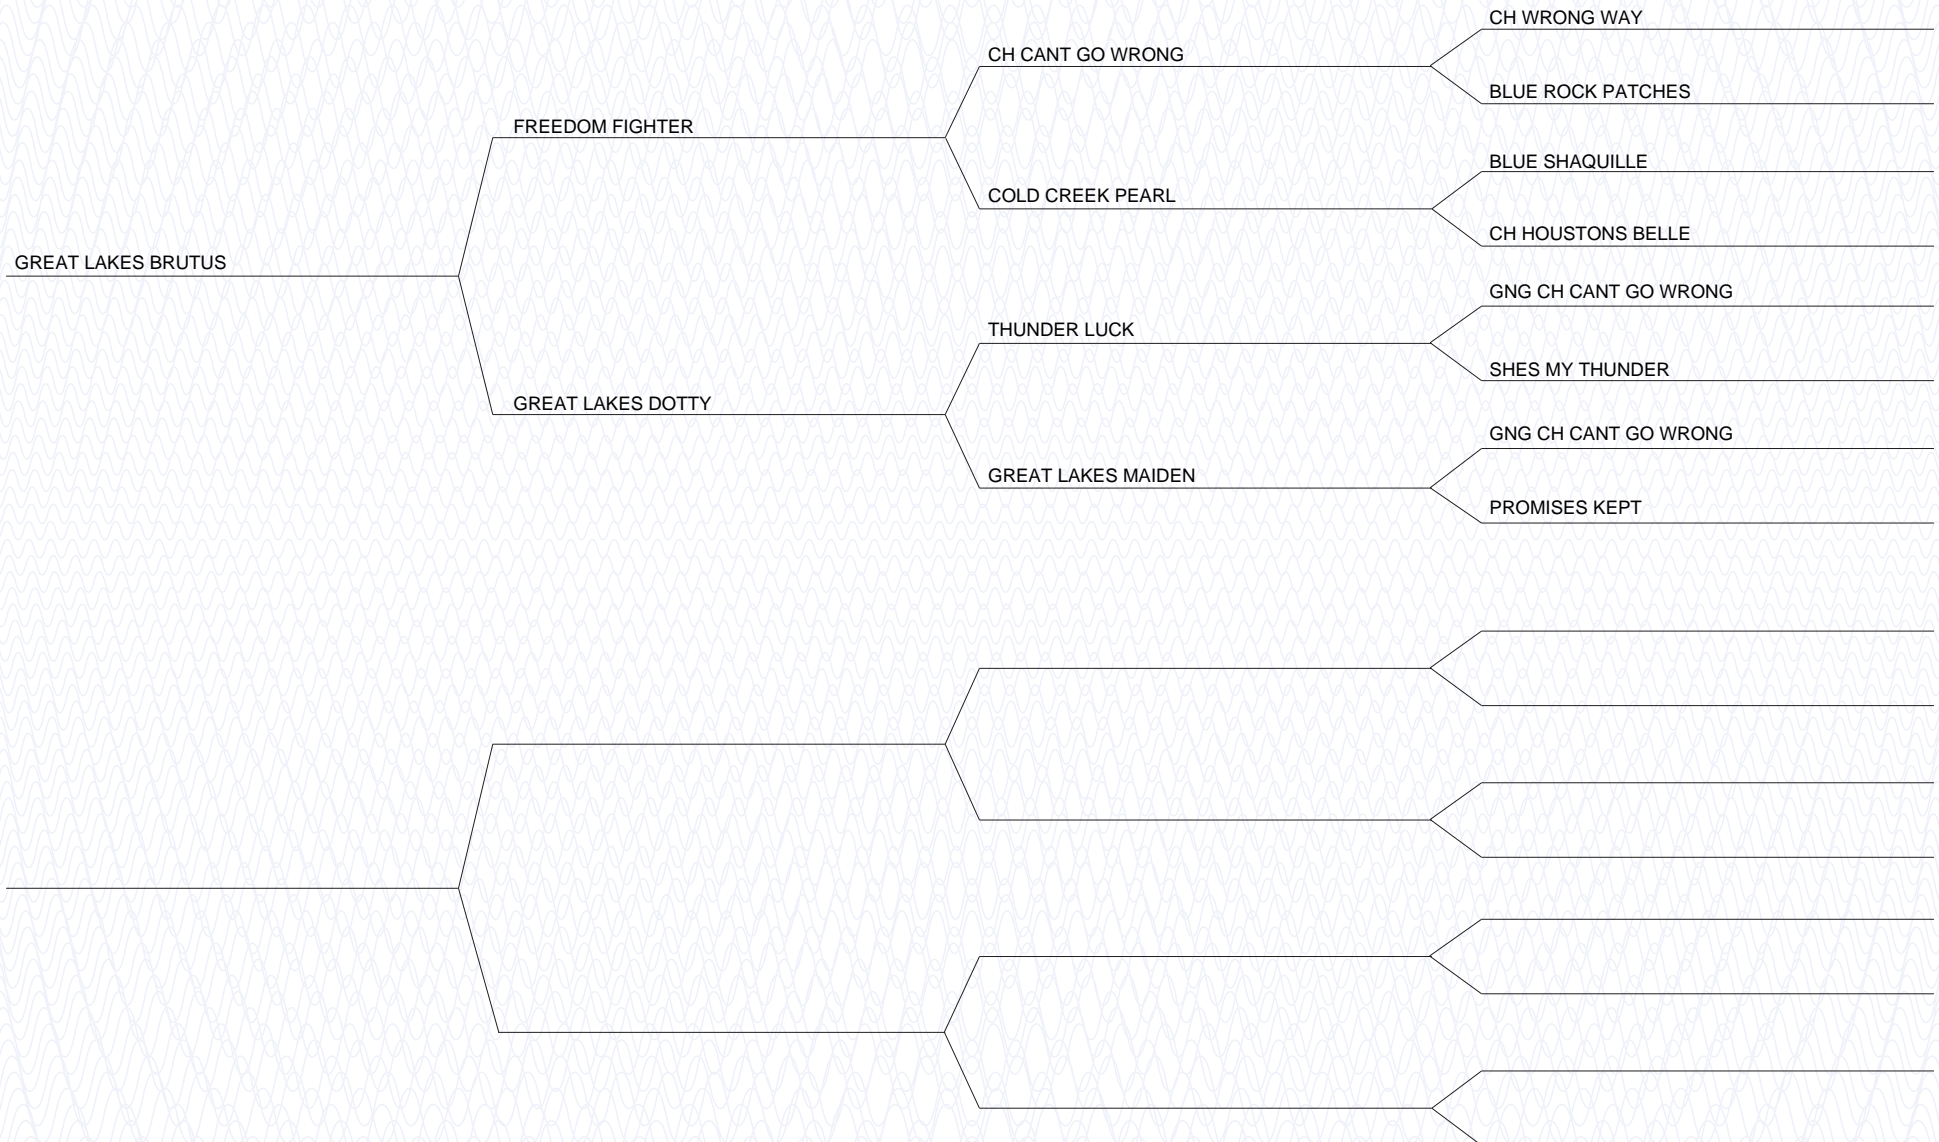 CH WRONG WAY
CH CANT GO WRONG
BLUE ROCK PATCHES
FREEDOM FIGHTER
BLUE SHAQUILLE
COLD CREEK PEARL
CH HOUSTONS BELLE
GREAT LAKES BRUTUS
GNG CH CANT GO WRONG
THUNDER LUCK
SHES MY THUNDER
GREAT LAKES DOTTY
GNG CH CANT GO WRONG
GREAT LAKES MAIDEN
PROMISES KEPT